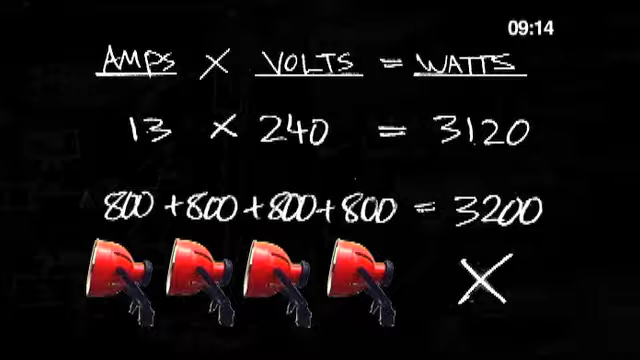 09:14
AMPS X VOLTS = WATTS
13 X 240 = 3120
800 + 800 + 800 + 800 = 3200
X